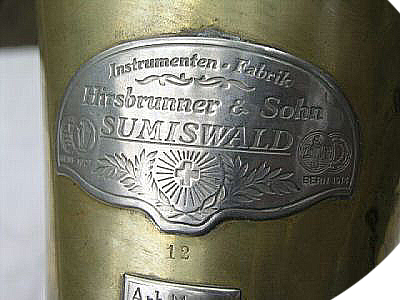 Instrumenten-Fabrik
Hirsbrunner & Sohn
SUMISWALD
BERN 1914
12